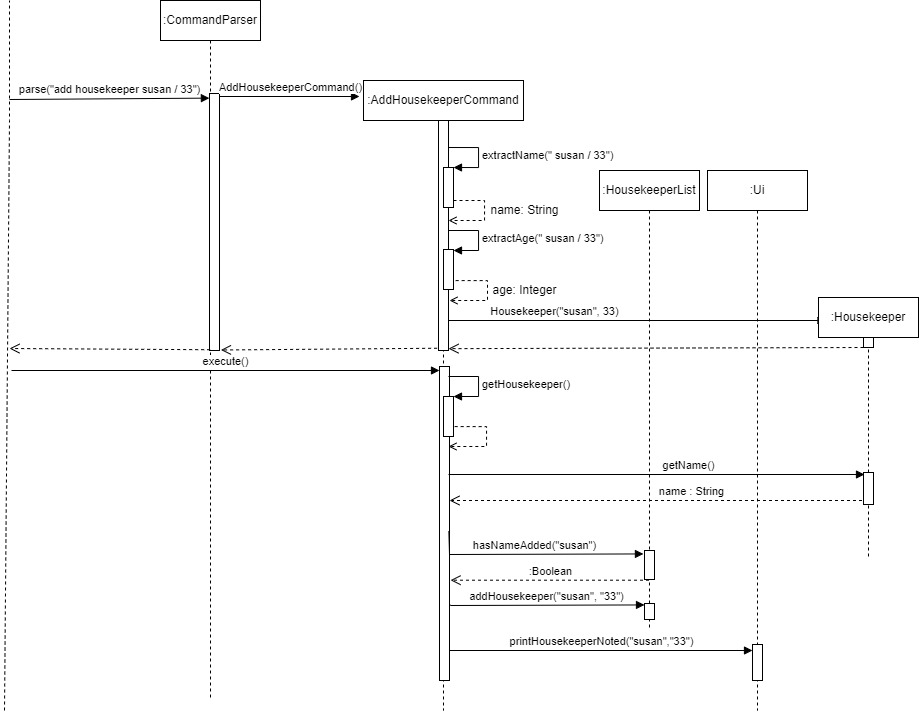 :CommandParser
parse("add housekeeper susan / 33")
AddHousekeeperCommand()
:AddHousekeeperCommand
extractName(" susan / 33")
:HousekeeperList
:Ui
name: String
extractAge(" susan / 33")
age: Integer
Housekeeper("susan", 33)
:Housekeeper
execute()
getHousekeeper()
getName()
name : String
hasNameAdded("susan")
:Boolean
addHousekeeper("susan", "33")
printHousekeeperNoted("susan","33")